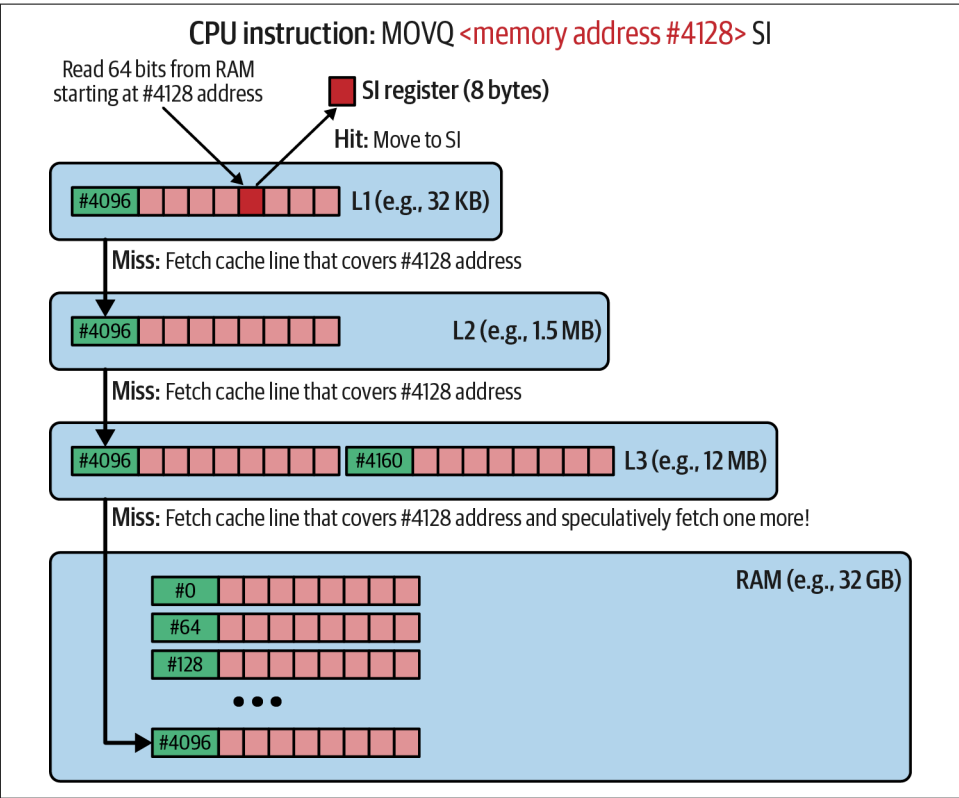 CPU instruction: MOVQ <memory address #4128> SI
Read 64 bits from RAM
starting at #4128 address
SI register (8 bytes)
Hit: Move to SI
#4096
L1 (e.g., 32 KB)
Miss: Fetch cache line that covers #4128 address
#4096
L2 (e.g., 1.5 MB)
Miss: Fetch cache line that covers #4128 address
#4096
#4160
L3 (e.g., 12 MB)
Miss: Fetch cache line that covers #4128 address and speculatively fetch one more!
RAM (e.g., 32 GB)
#0
#64
#128
•••
#4096